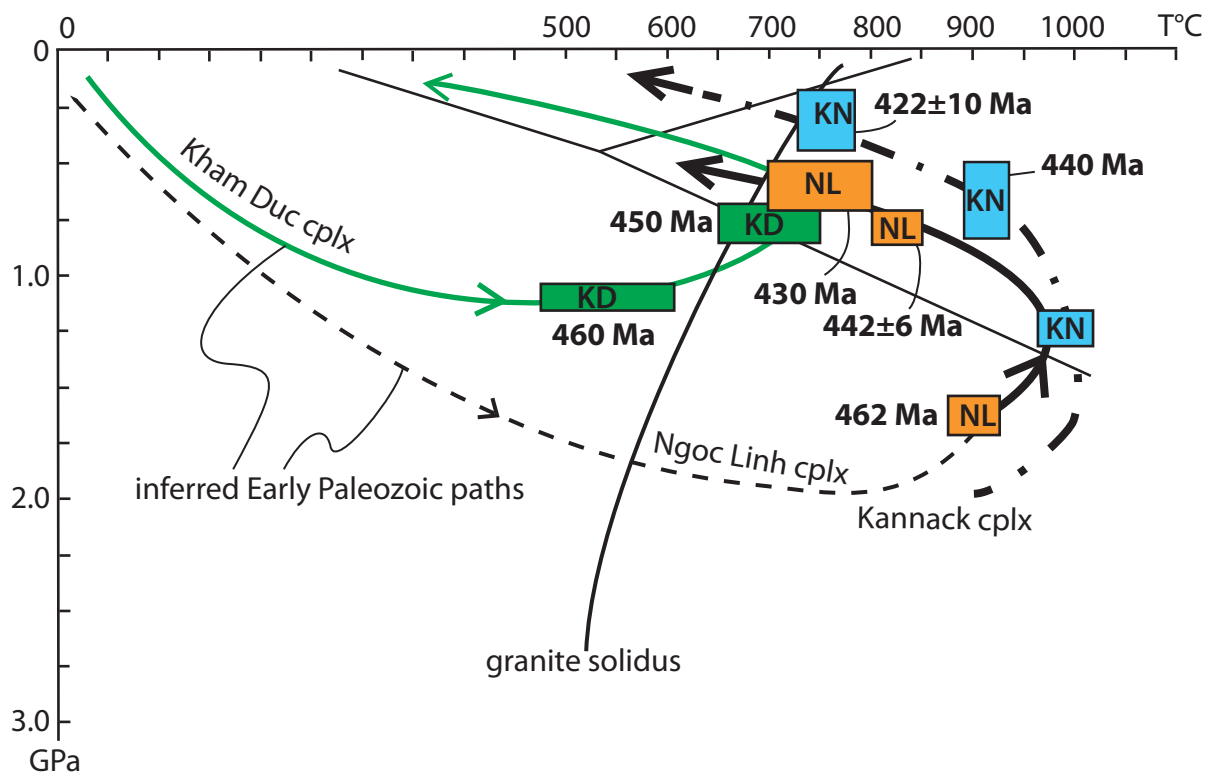 0 500 600 700 800 900 1000 T°C
0
KN
422±10 Ma
Kham Duc cplx
440 Ma
NL
KN
450 Ma
KD
NL
1.0
KD
430 Ma
460 Ma
442±6 Ma
KN
462 Ma
NL
Ngoc Linh cplx
inferred Early Paleozoic paths
2.0
Kannack cplx
granite solidus
3.0
GPa